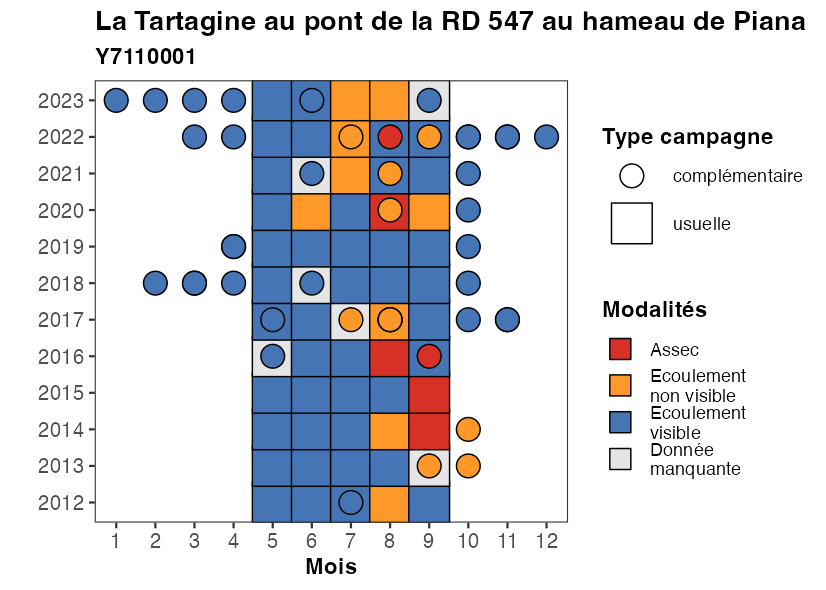 La Tartagine au pont de la RD 547 au hameau de Piana
Y7110001
2023
2022
2021
2020
2019
2018
2017
2016
2015
2014
2013
2012
1 2 3 4 5 6 7 8 9 10 11 12
Mois
Type campagne
complémentaire
usuelle
Modalités
Assec
Ecoulement
non visible
Ecoulement
visible
Donnée
manquante